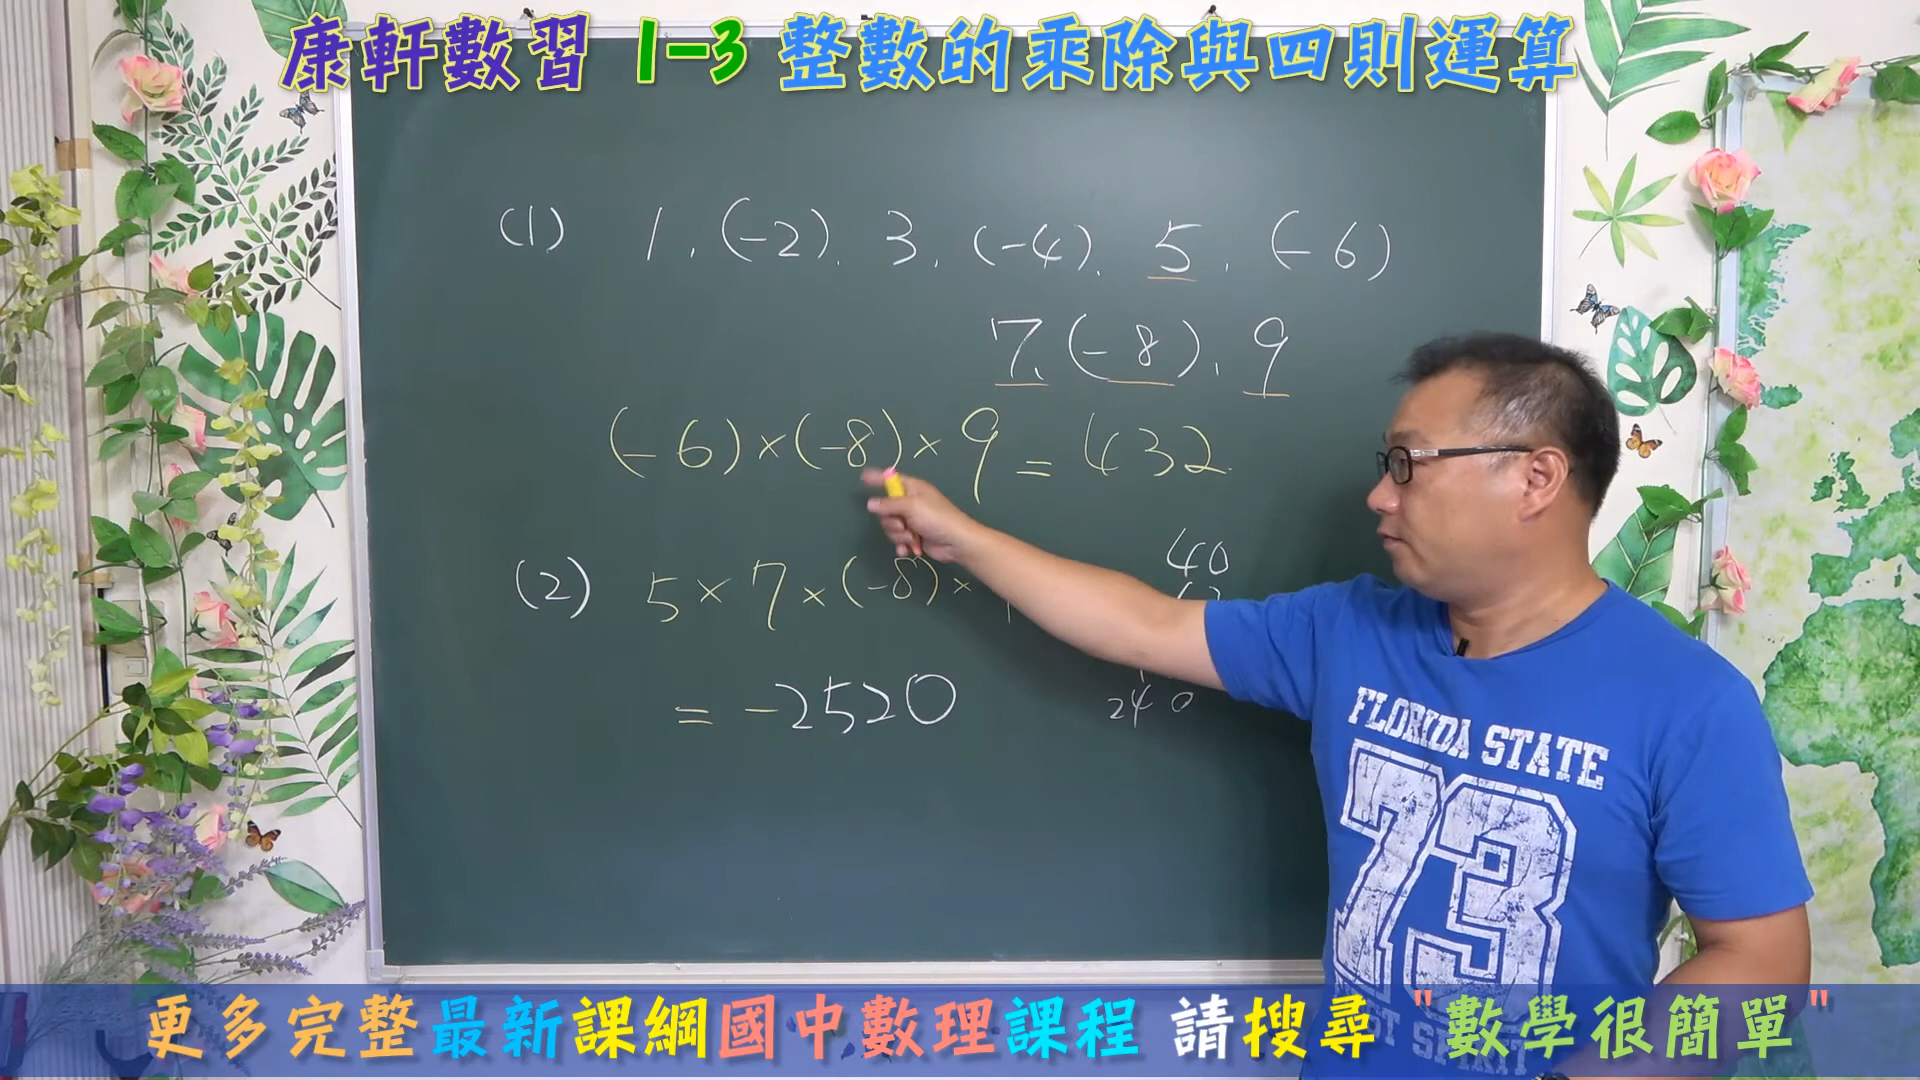 康軒數習 1-3 整數的乘除與四則運算
(1) 1, (-2), 3, (-4), 5, (-6)
7, (-8), 9
(-6)×(-8)×9=432
40
(2) 5×7×(-8)×
=-2520
240
FLORIDA STATE
73
更多完整最新課綱國中數理課程 請搜尋 "數學很簡單"